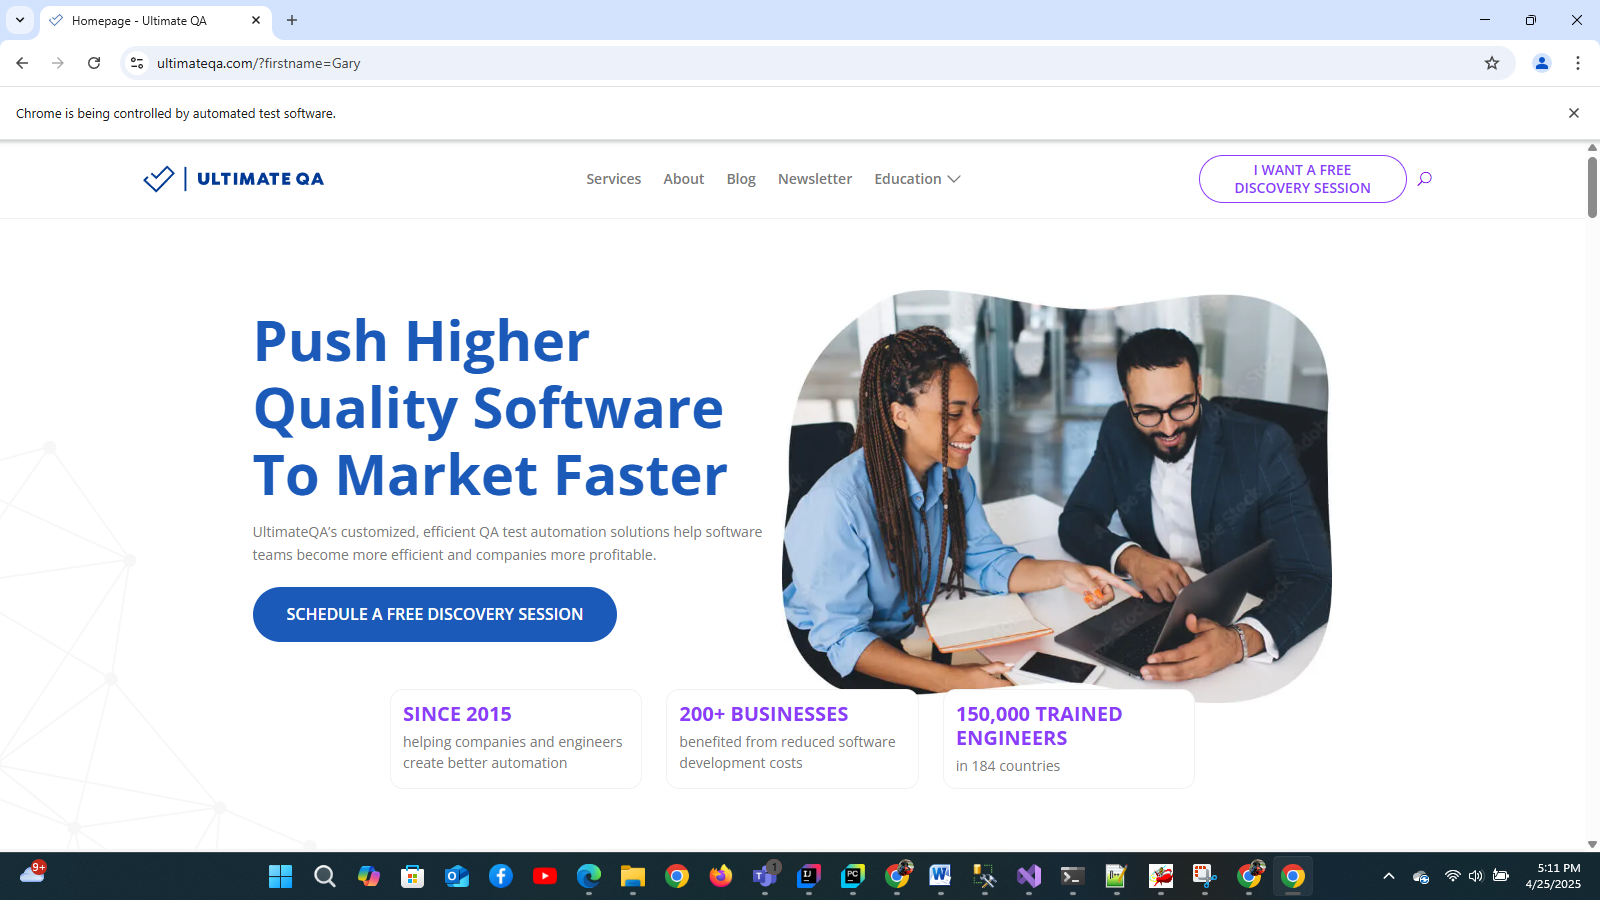 Homepage - Ultimate QA
ultimateqa.com/?firstname=Gary
Chrome is being controlled by automated test software.
ULTIMATE QA
Services
About
Blog
Newsletter
Education
I WANT A FREE
DISCOVERY SESSION
Push Higher
Quality Software
To Market Faster
UltimateQA's customized, efficient QA test automation solutions help software
teams become more efficient and companies more profitable.
SCHEDULE A FREE DISCOVERY SESSION
SINCE 2015
helping companies and engineers
create better automation
200+ BUSINESSES
benefited from reduced software
development costs
150,000 TRAINED
ENGINEERS
in 184 countries
9+
1
5:11 PM
4/25/2025